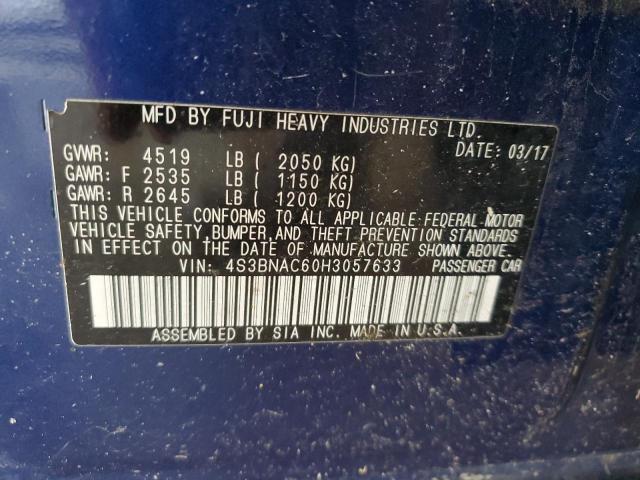 MFD BY FUJI HEAVY INDUSTRIES LTD.
DATE: 03/17
GVWR: 4519 LB ( 2050 KG)
GAWR: F 2535 LB ( 1150 KG)
GAWR: R 2645 LB ( 1200 KG)
THIS VEHICLE CONFORMS TO ALL APPLICABLE FEDERAL MOTOR
VEHICLE SAFETY, BUMPER, AND THEFT PREVENTION STANDARDS
IN EFFECT ON THE DATE OF MANUFACTURE SHOWN ABOVE.
VIN: 4S3BNAC60H3057633 PASSENGER CAR
ASSEMBLED BY SIA INC. MADE IN U.S.A.